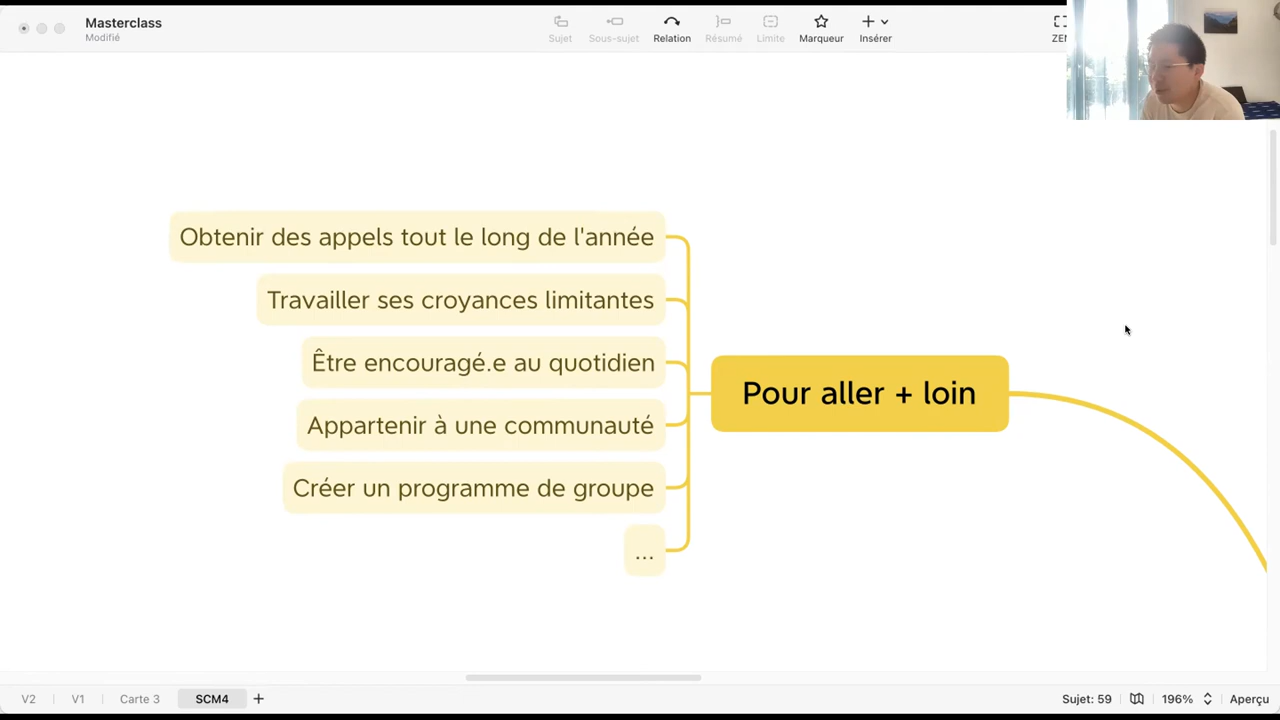 Masterclass
Modifié
Sujet
Sous-sujet
Relation
Résumé
Limite
Marqueur
Insérer
ZEN
Obtenir des appels tout le long de l'année
Travailler ses croyances limitantes
Être encouragé.e au quotidien
Appartenir à une communauté
Créer un programme de groupe
...
Pour aller + loin
V2
V1
Carte 3
SCM4
Sujet: 59
196%
Aperçu